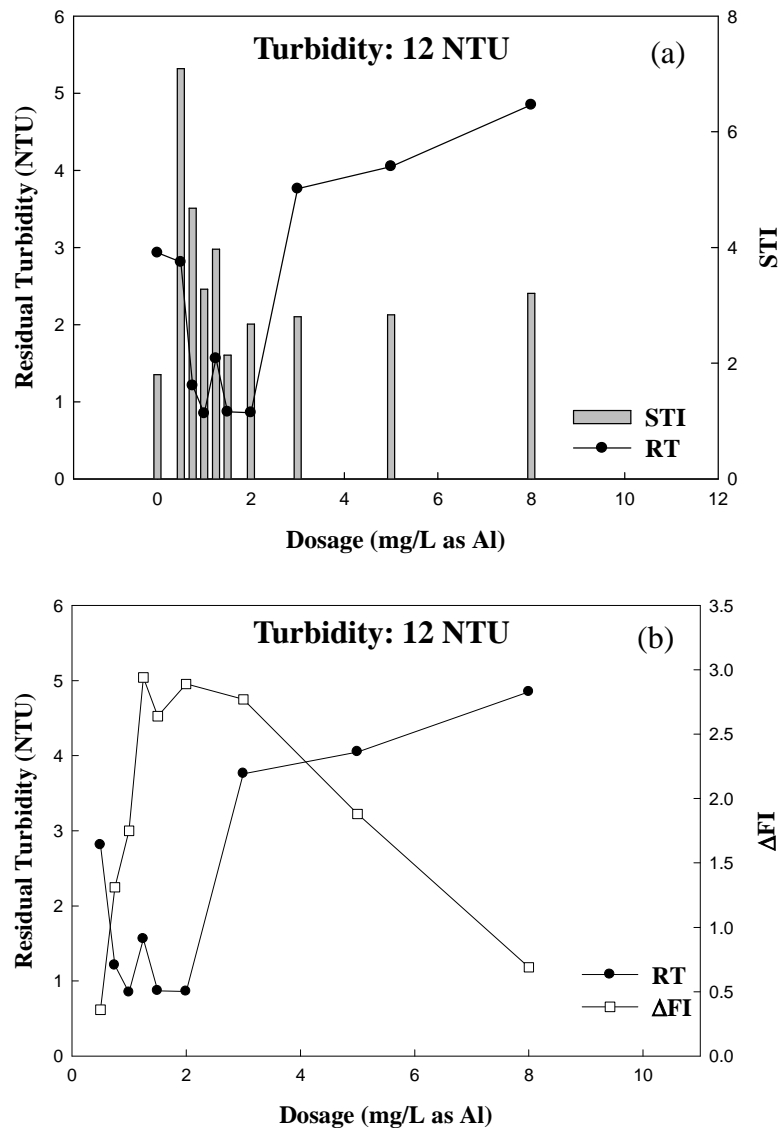 Turbidity: 12 NTU
(a)
Residual Turbidity (NTU)
6
5
4
3
2
1
0
8
6
4
2
0
STI
STI
RT
0 2 4 6 8 10 12
Dosage (mg/L as Al)
Turbidity: 12 NTU
(b)
Residual Turbidity (NTU)
6
5
4
3
2
1
0
3.5
3.0
2.5
2.0
1.5
1.0
0.5
0.0
ΔFI
RT
ΔFI
0 2 4 6 8 10
Dosage (mg/L as Al)